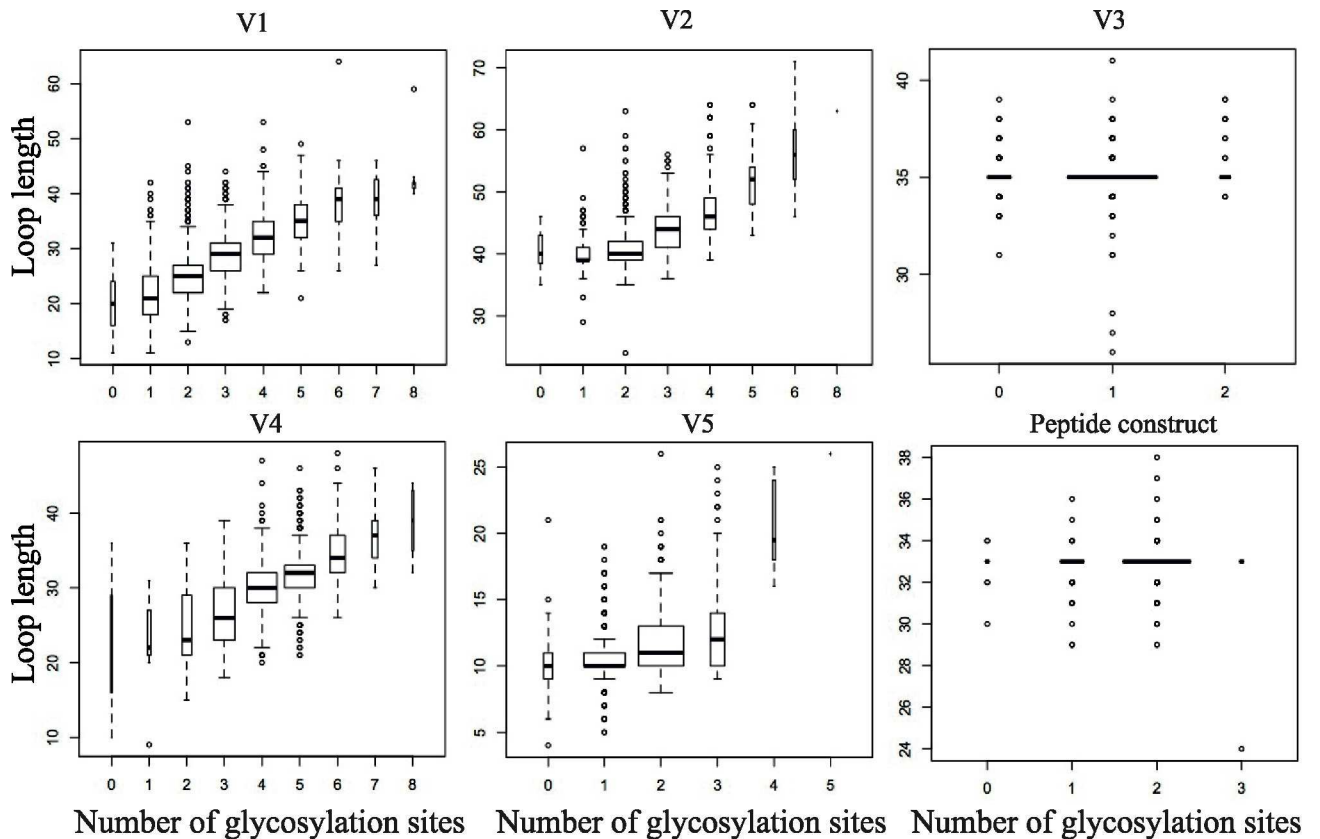 V1
V2
V3
Loop length
60
50
40
30
20
10
0 1 2 3 4 5 6 7 8
70
60
50
40
30
0 1 2 3 4 5 6 8
40
35
30
0 1 2
V4
V5
Peptide construct
Loop length
40
30
20
10
0 1 2 3 4 5 6 7 8
25
20
15
10
5
0 1 2 3 4 5
38
36
34
32
30
28
26
24
0 1 2 3
Number of glycosylation sites
Number of glycosylation sites
Number of glycosylation sites